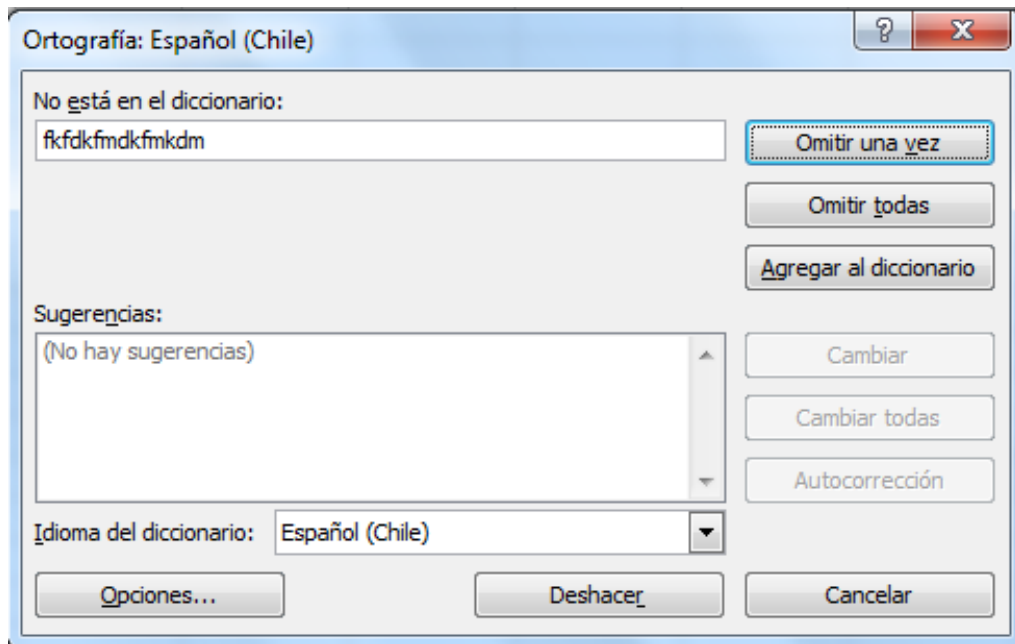 Ortografía: Español (Chile)
No está en el diccionario:
fkfdkfmdkfmkdm
Omitir una vez
Omitir todas
Agregar al diccionario
Sugerencias:
(No hay sugerencias)
Cambiar
Cambiar todas
Autocorrección
Idioma del diccionario: Español (Chile)
Opciones... Deshacer Cancelar